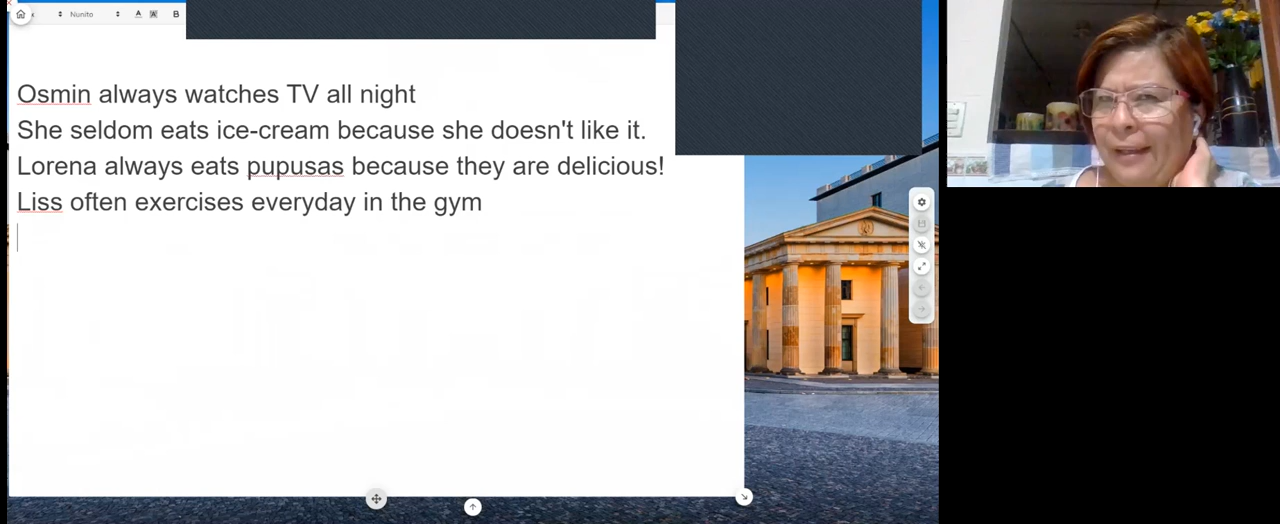 Nunito A A B
Osmin always watches TV all night
She seldom eats ice-cream because she doesn't like it.
Lorena always eats pupusas because they are delicious!
Liss often exercises everyday in the gym